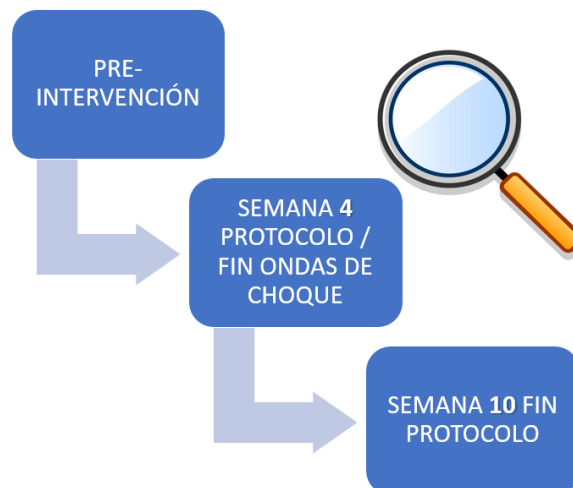 PRE-
INTERVENCIÓN
SEMANA 4
PROTOCOLO /
FIN ONDAS DE
CHOQUE
SEMANA 10 FIN
PROTOCOLO